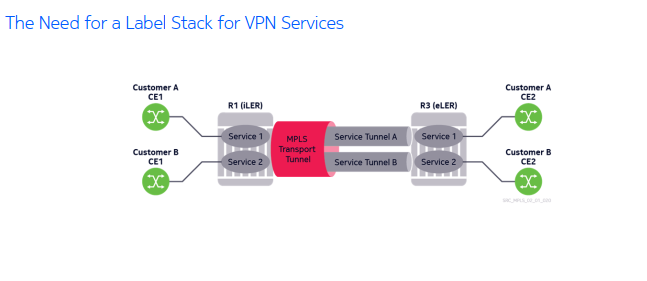 The Need for a Label Stack for VPN Services
Customer A
CE1
R1 (iLER)
R3 (eLER)
Customer A
CE2
Service 1
MPLS
Transport
Tunnel
Service Tunnel A
Service 1
Customer B
CE1
Service 2
Service Tunnel B
Service 2
Customer B
CE2